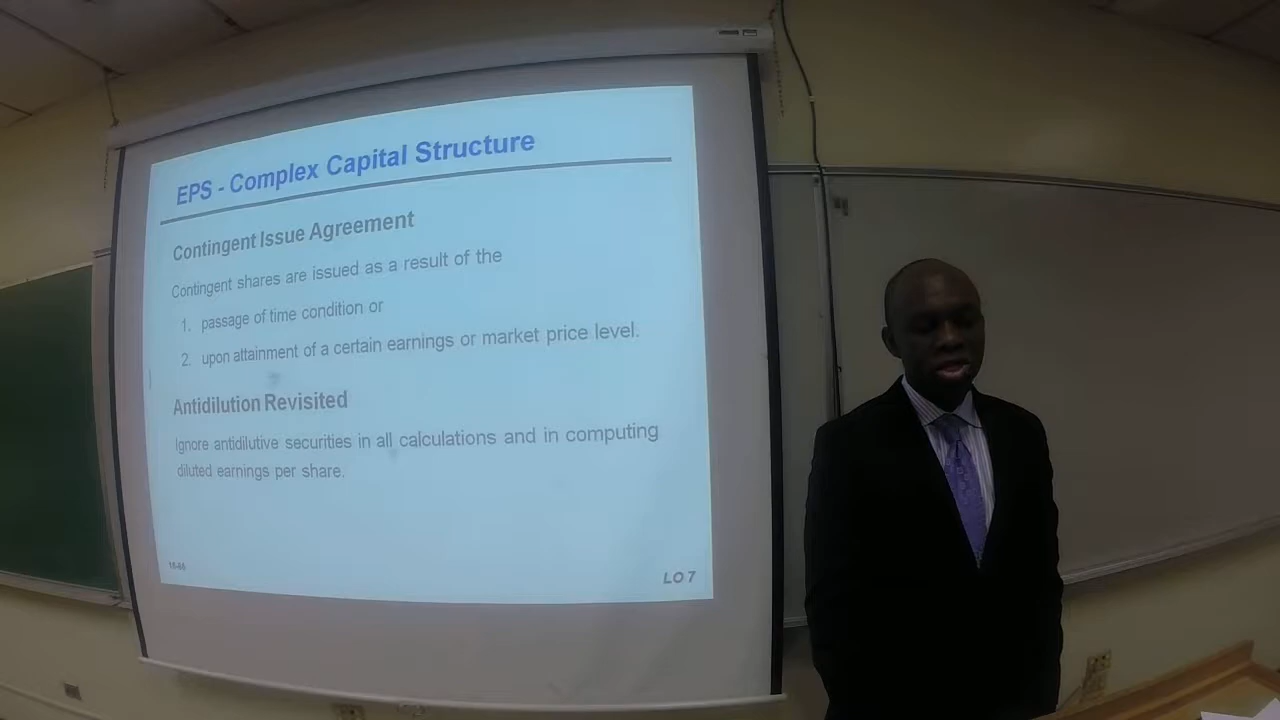 EPS - Complex Capital Structure
Contingent Issue Agreement
Contingent shares are issued as a result of the
1. passage of time condition or
2. upon attainment of a certain earnings or market price level.
Antidilution Revisited
Ignore antidilutive securities in all calculations and in computing
diluted earnings per share.
LO 7